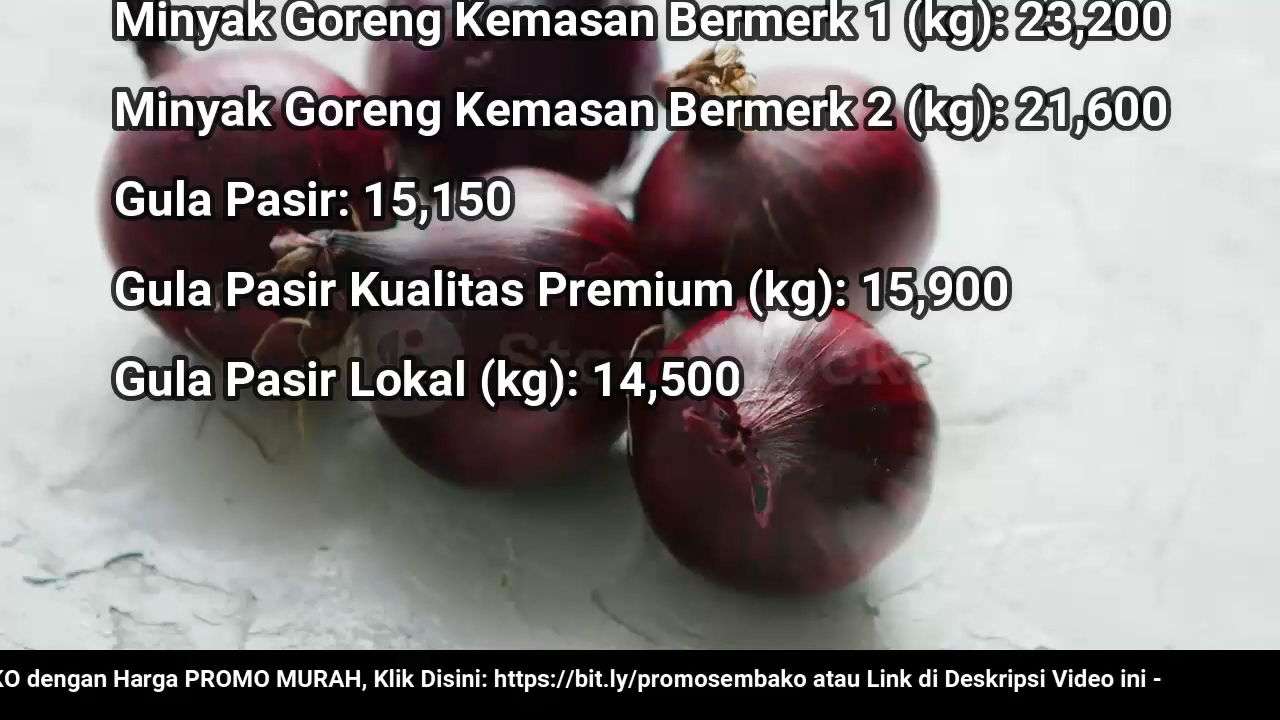 Minyak Goreng Kemasan Bermerk 1 (kg): 23,200
Minyak Goreng Kemasan Bermerk 2 (kg): 21,600
Gula Pasir: 15,150
Gula Pasir Kualitas Premium (kg): 15,900
Gula Pasir Lokal (kg): 14,500
KO dengan Harga PROMO MURAH, Klik Disini: https://bit.ly/promosembako atau Link di Deskripsi Video ini -